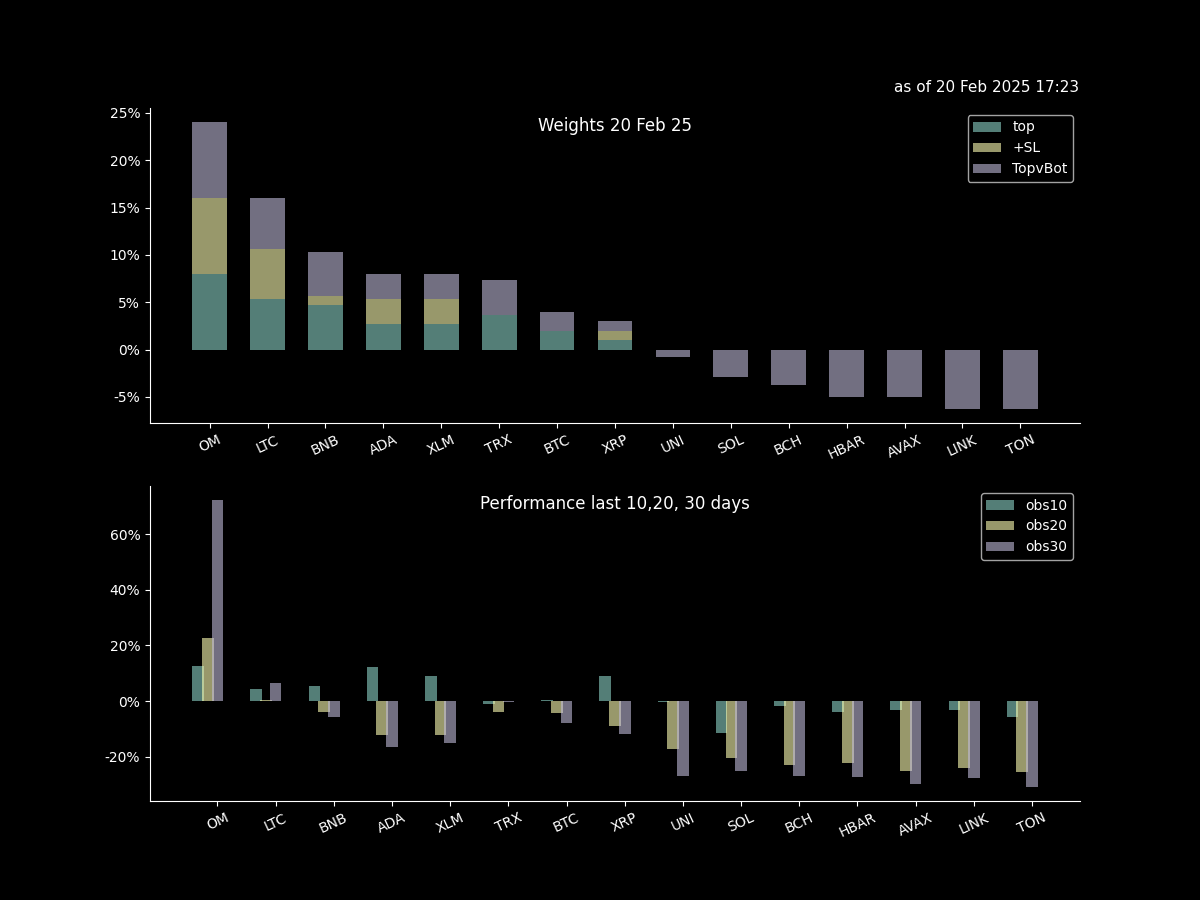 as of 20 Feb 2025 17:23
Weights 20 Feb 25
top
+SL
TopvBot
25%
20%
15%
10%
5%
0%
-5%
OM LTC BNB ADA XLM TRX BTC XRP UNI SOL BCH HBAR AVAX LINK TON
Performance last 10,20, 30 days
obs10
obs20
obs30
60%
40%
20%
0%
-20%
OM LTC BNB ADA XLM TRX BTC XRP UNI SOL BCH HBAR AVAX LINK TON